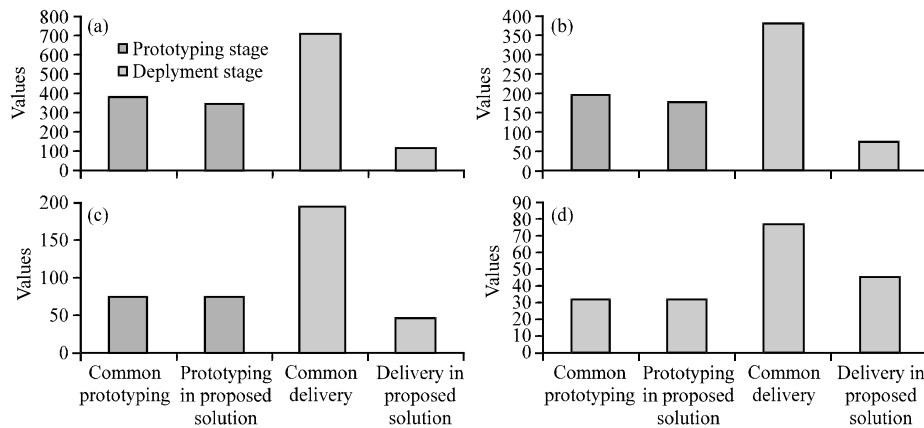 (a)
Prototyping stage
Deplyment stage
Values
800
700
600
500
400
300
200
100
0
(b)
Values
400
350
300
250
200
150
100
50
0
(c)
Values
200
150
100
50
0
Common prototyping
Prototyping in proposed solution
Common delivery
Delivery in proposed solution
(d)
Values
90
80
70
60
50
40
30
20
10
0
Common prototyping
Prototyping in proposed solution
Common delivery
Delivery in proposed solution